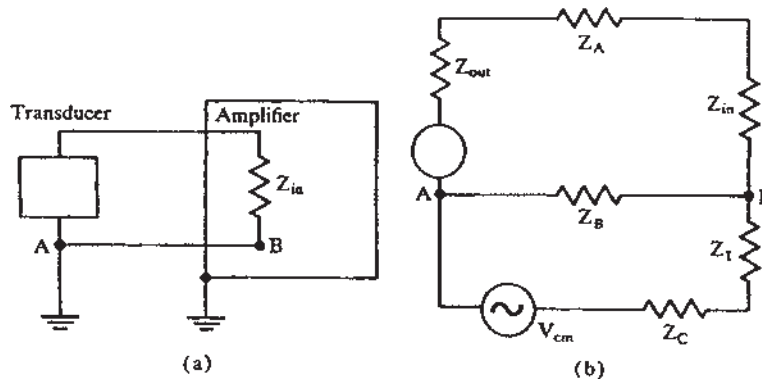 Transducer
Amplifier
Z_in
A
B
(a)
Z_A
Z_out
Z_in
A
Z_B
Z_I
V_cm
Z_C
(b)